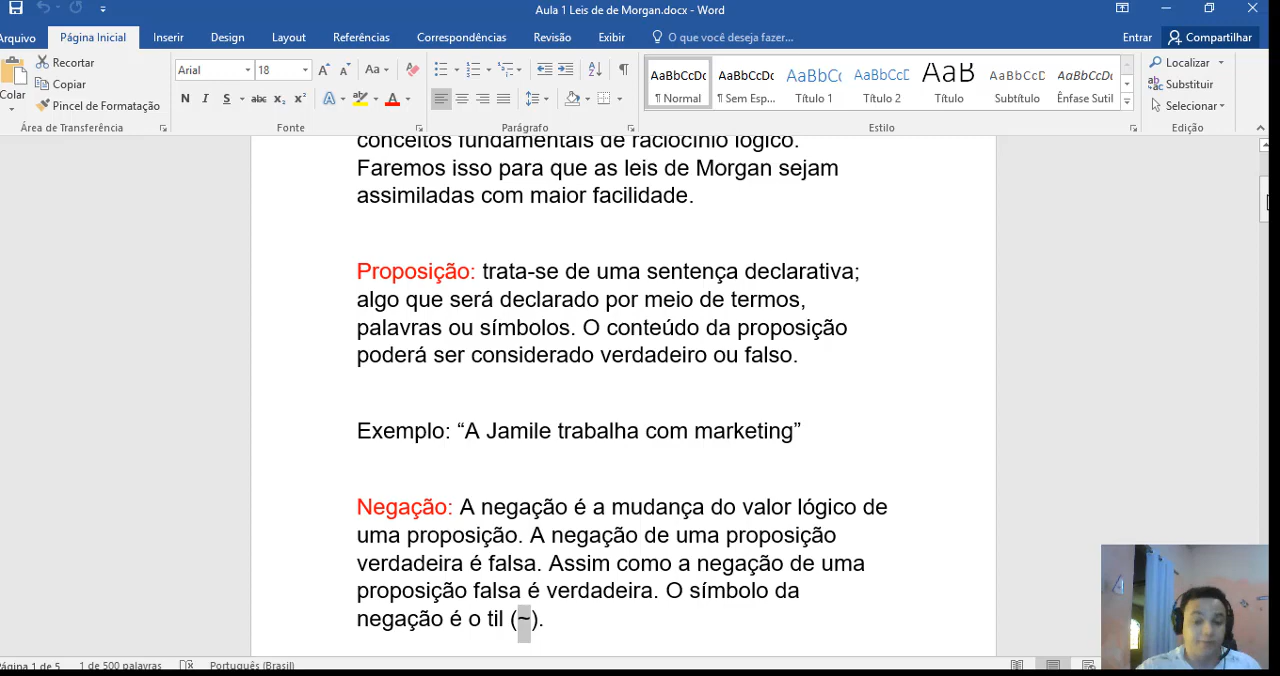 Aula 1 Leis de de Morgan.docx - Word
Arquivo Página Inicial Inserir Design Layout Referências Correspondências Revisão Exibir O que você deseja fazer... Entrar Compartilhar
Colar
Recortar
Copiar
Pincel de Formatação
Área de Transferência
Arial 18
Fonte
Parágrafo
AaBbCcDc AaBbCcDc AaBbC AaBbCcD AaB AaBbCcD AaBbCcDc
¶ Normal ¶ Sem Esp... Título 1 Título 2 Título Subtítulo Ênfase Sutil
Estilo
Localizar
Substituir
Selecionar
Edição
conceitos fundamentais de raciocínio lógico.
Faremos isso para que as leis de Morgan sejam
assimiladas com maior facilidade.
Proposição: trata-se de uma sentença declarativa;
algo que será declarado por meio de termos,
palavras ou símbolos. O conteúdo da proposição
poderá ser considerado verdadeiro ou falso.
Exemplo: “A Jamile trabalha com marketing”
Negação: A negação é a mudança do valor lógico de
uma proposição. A negação de uma proposição
verdadeira é falsa. Assim como a negação de uma
proposição falsa é verdadeira. O símbolo da
negação é o til (~).
Página 1 de 5 1 de 500 palavras Português (Brasil)